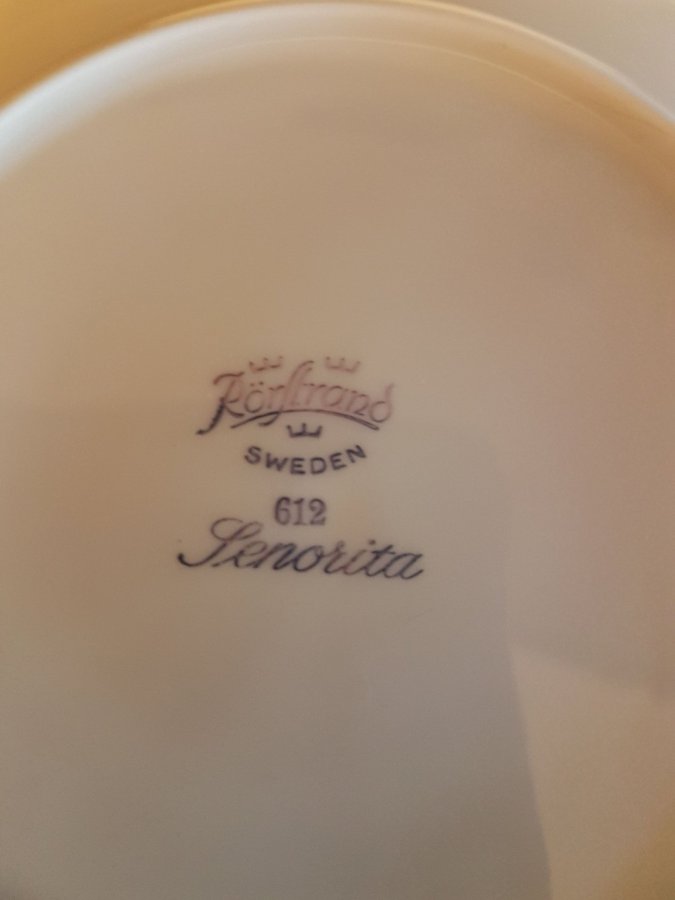 Rörstrand
SWEDEN
612
Senorita